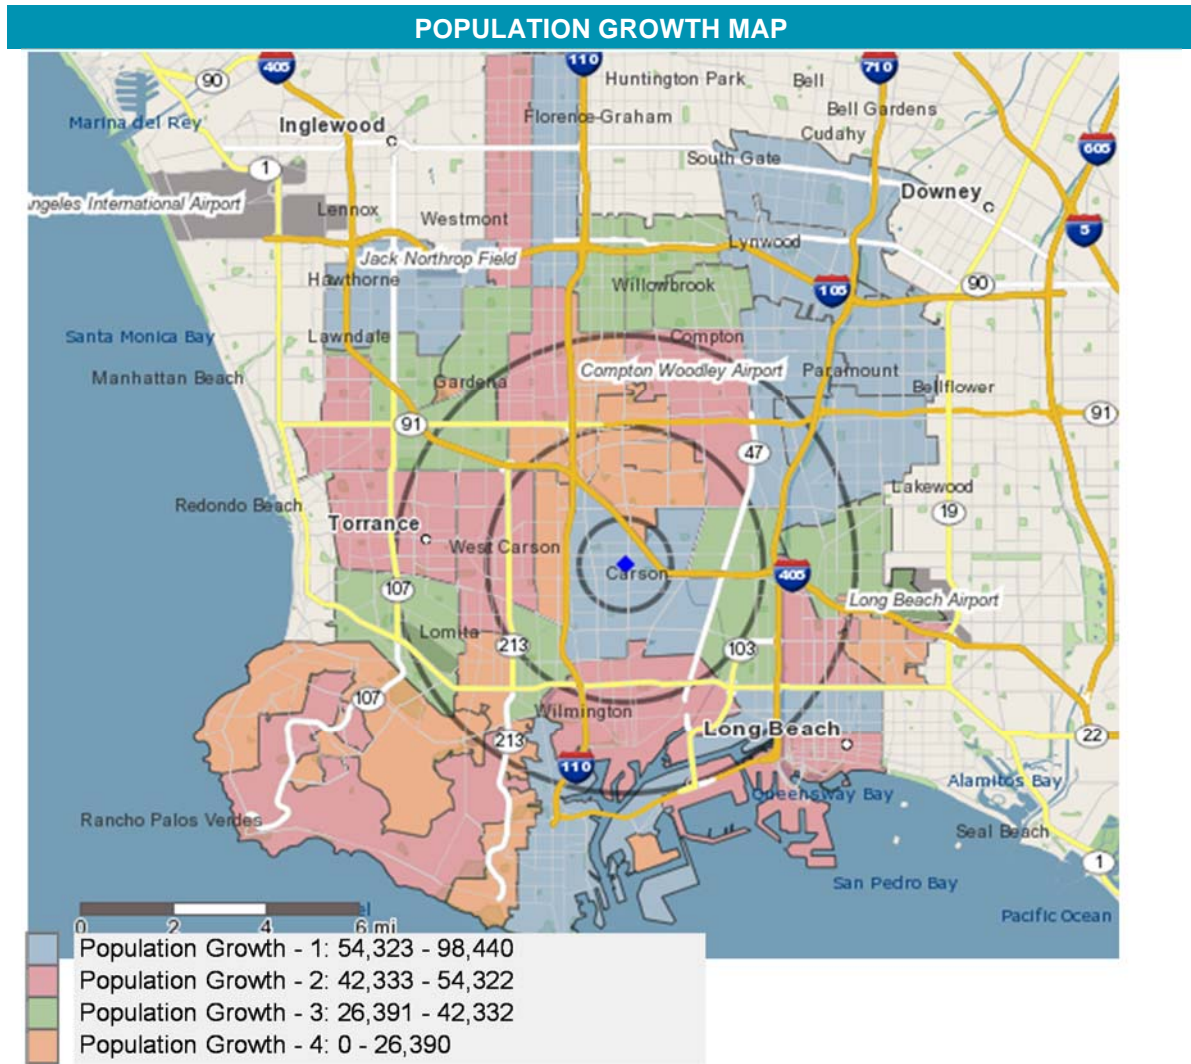 POPULATION GROWTH MAP
405
110
710
90
Huntington Park
Bell
Marina del Rey
Florence-Graham
Bell Gardens
Inglewood
Cudahy
605
1
South Gate
Downey
ngeles International Airport
Lennox
Westmont
5
Lynwood
Jack Northrop Field
Hawthorne
Willowbrook
105
90
Santa Monica Bay
Lawndale
Compton
Manhattan Beach
Gardena
Compton Woodley Airport
Paramount
Bellflower
91
91
47
Redondo Beach
Lakewood
Torrance
19
West Carson
Carson
405
107
Long Beach Airport
Lomita
213
103
107
Wilmington
Long Beach
213
22
110
Alamitos Bay
Queensway Bay
Rancho Palos Verdes
Seal Beach
1
San Pedro Bay
Pacific Ocean
el
0 2 4 6 mi
Population Growth - 1: 54,323 - 98,440
Population Growth - 2: 42,333 - 54,322
Population Growth - 3: 26,391 - 42,332
Population Growth - 4: 0 - 26,390